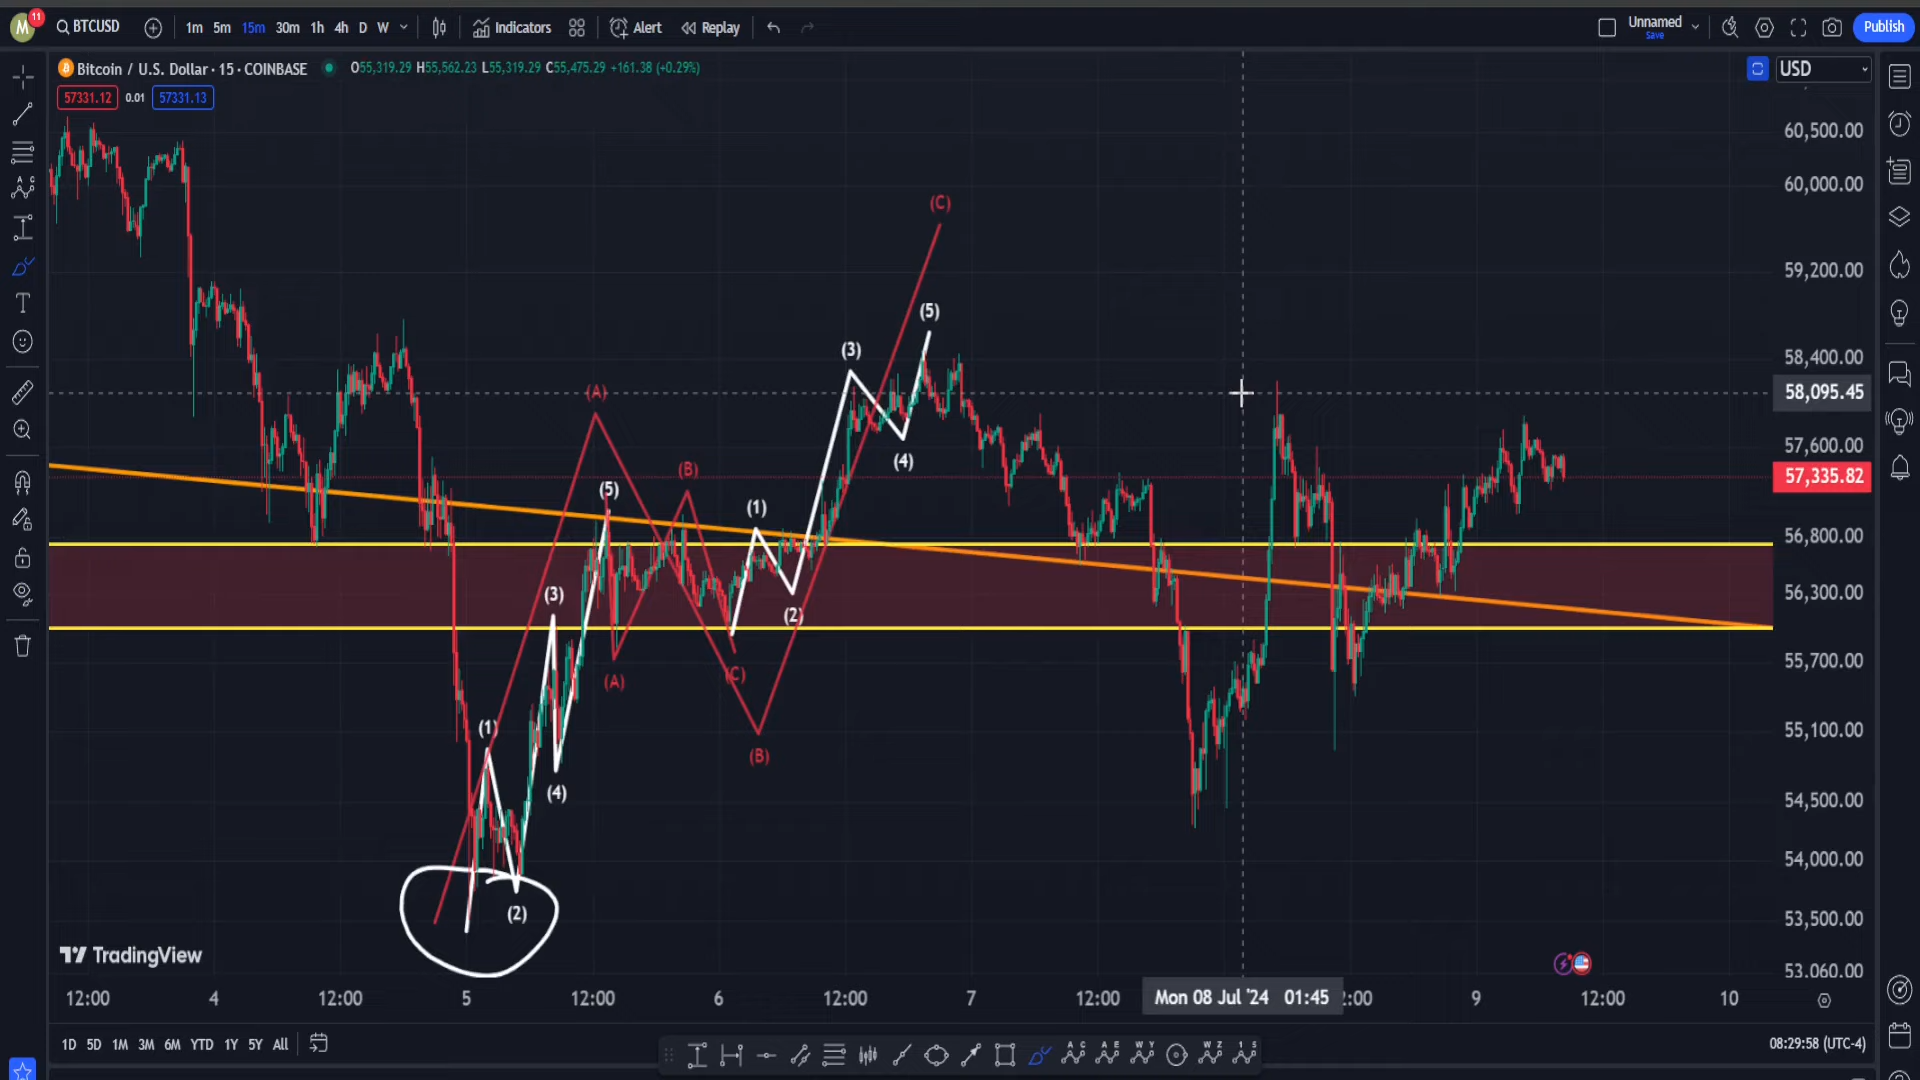 M 11 BTCUSD 1m 5m 15m 30m 1h 4h D W Indicators Alert Replay Unnamed Save Publish
Bitcoin / U.S. Dollar · 15 · COINBASE O55,319.29 H55,562.23 L55,319.29 C55,475.29 +161.38 (+0.29%) USD
57331.12 0.01 57331.13
60,500.00
60,000.00
(C)
59,200.00
(5)
(3)
58,400.00
(A)
58,095.45
57,600.00
(4)
(B)
57,335.82
(5)
(1)
56,800.00
(3)
56,300.00
(2)
55,700.00
(A)
(C)
(1)
55,100.00
(B)
(4)
54,500.00
54,000.00
(2)
53,500.00
TradingView
53.060.00
12:00 4 12:00 5 12:00 6 12:00 7 12:00 Mon 08 Jul '24 01:45 2:00 9 12:00 10
1D 5D 1M 3M 6M YTD 1Y 5Y All
08:29:58 (UTC-4)